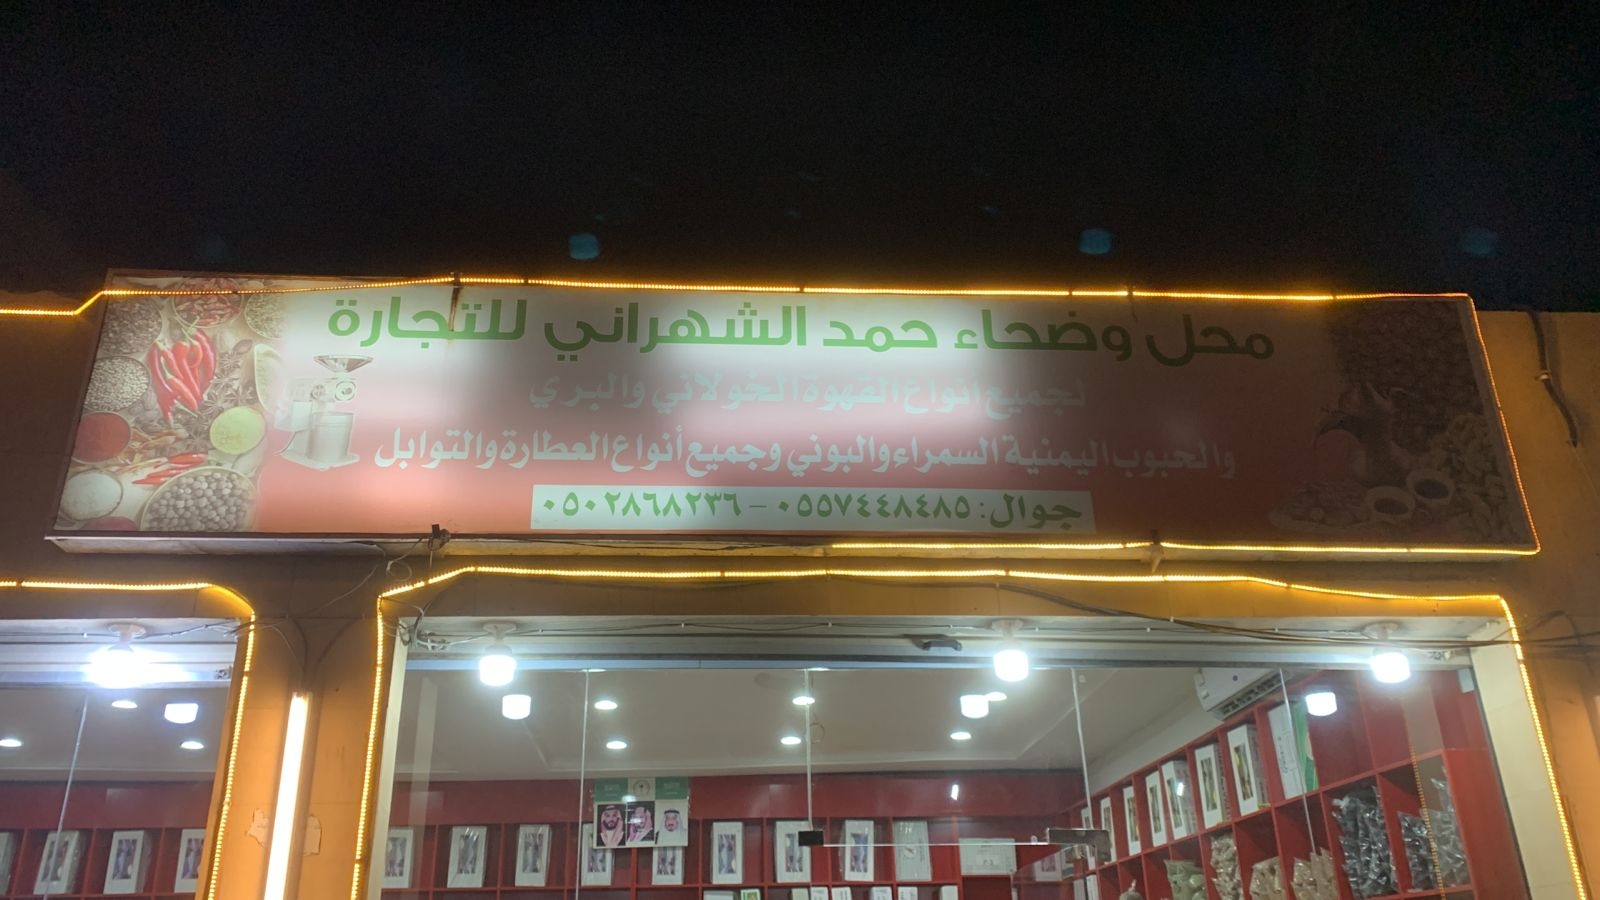 محل وضحاء حمد الشهراني للتجارة
لجميع أنواع القهوة الخولاني والبري
والحبوب اليمنية السمراء والبوني وجميع أنواع العطارة والتوابل
جوال: ٠٥٥٧٤٤٨٤٨٥ - ٠٥٠٢٨٦٨٢٣٦